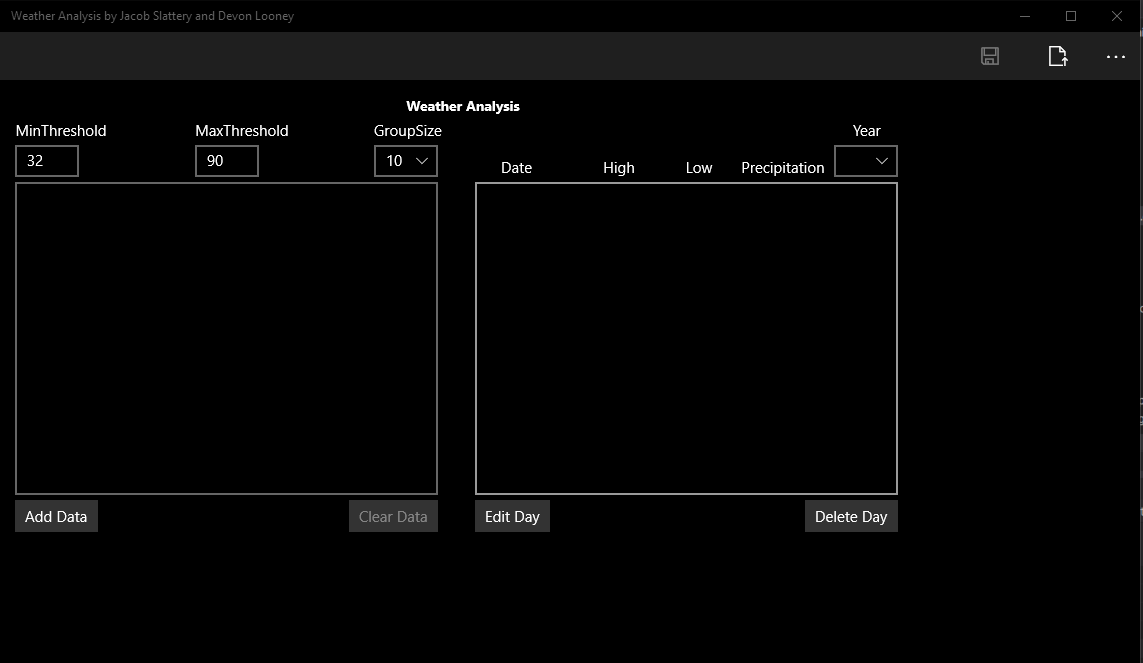 Weather Analysis by Jacob Slattery and Devon Looney
Weather Analysis
MinThreshold MaxThreshold GroupSize Year
32 90 10
Date High Low Precipitation
Add Data Clear Data Edit Day Delete Day